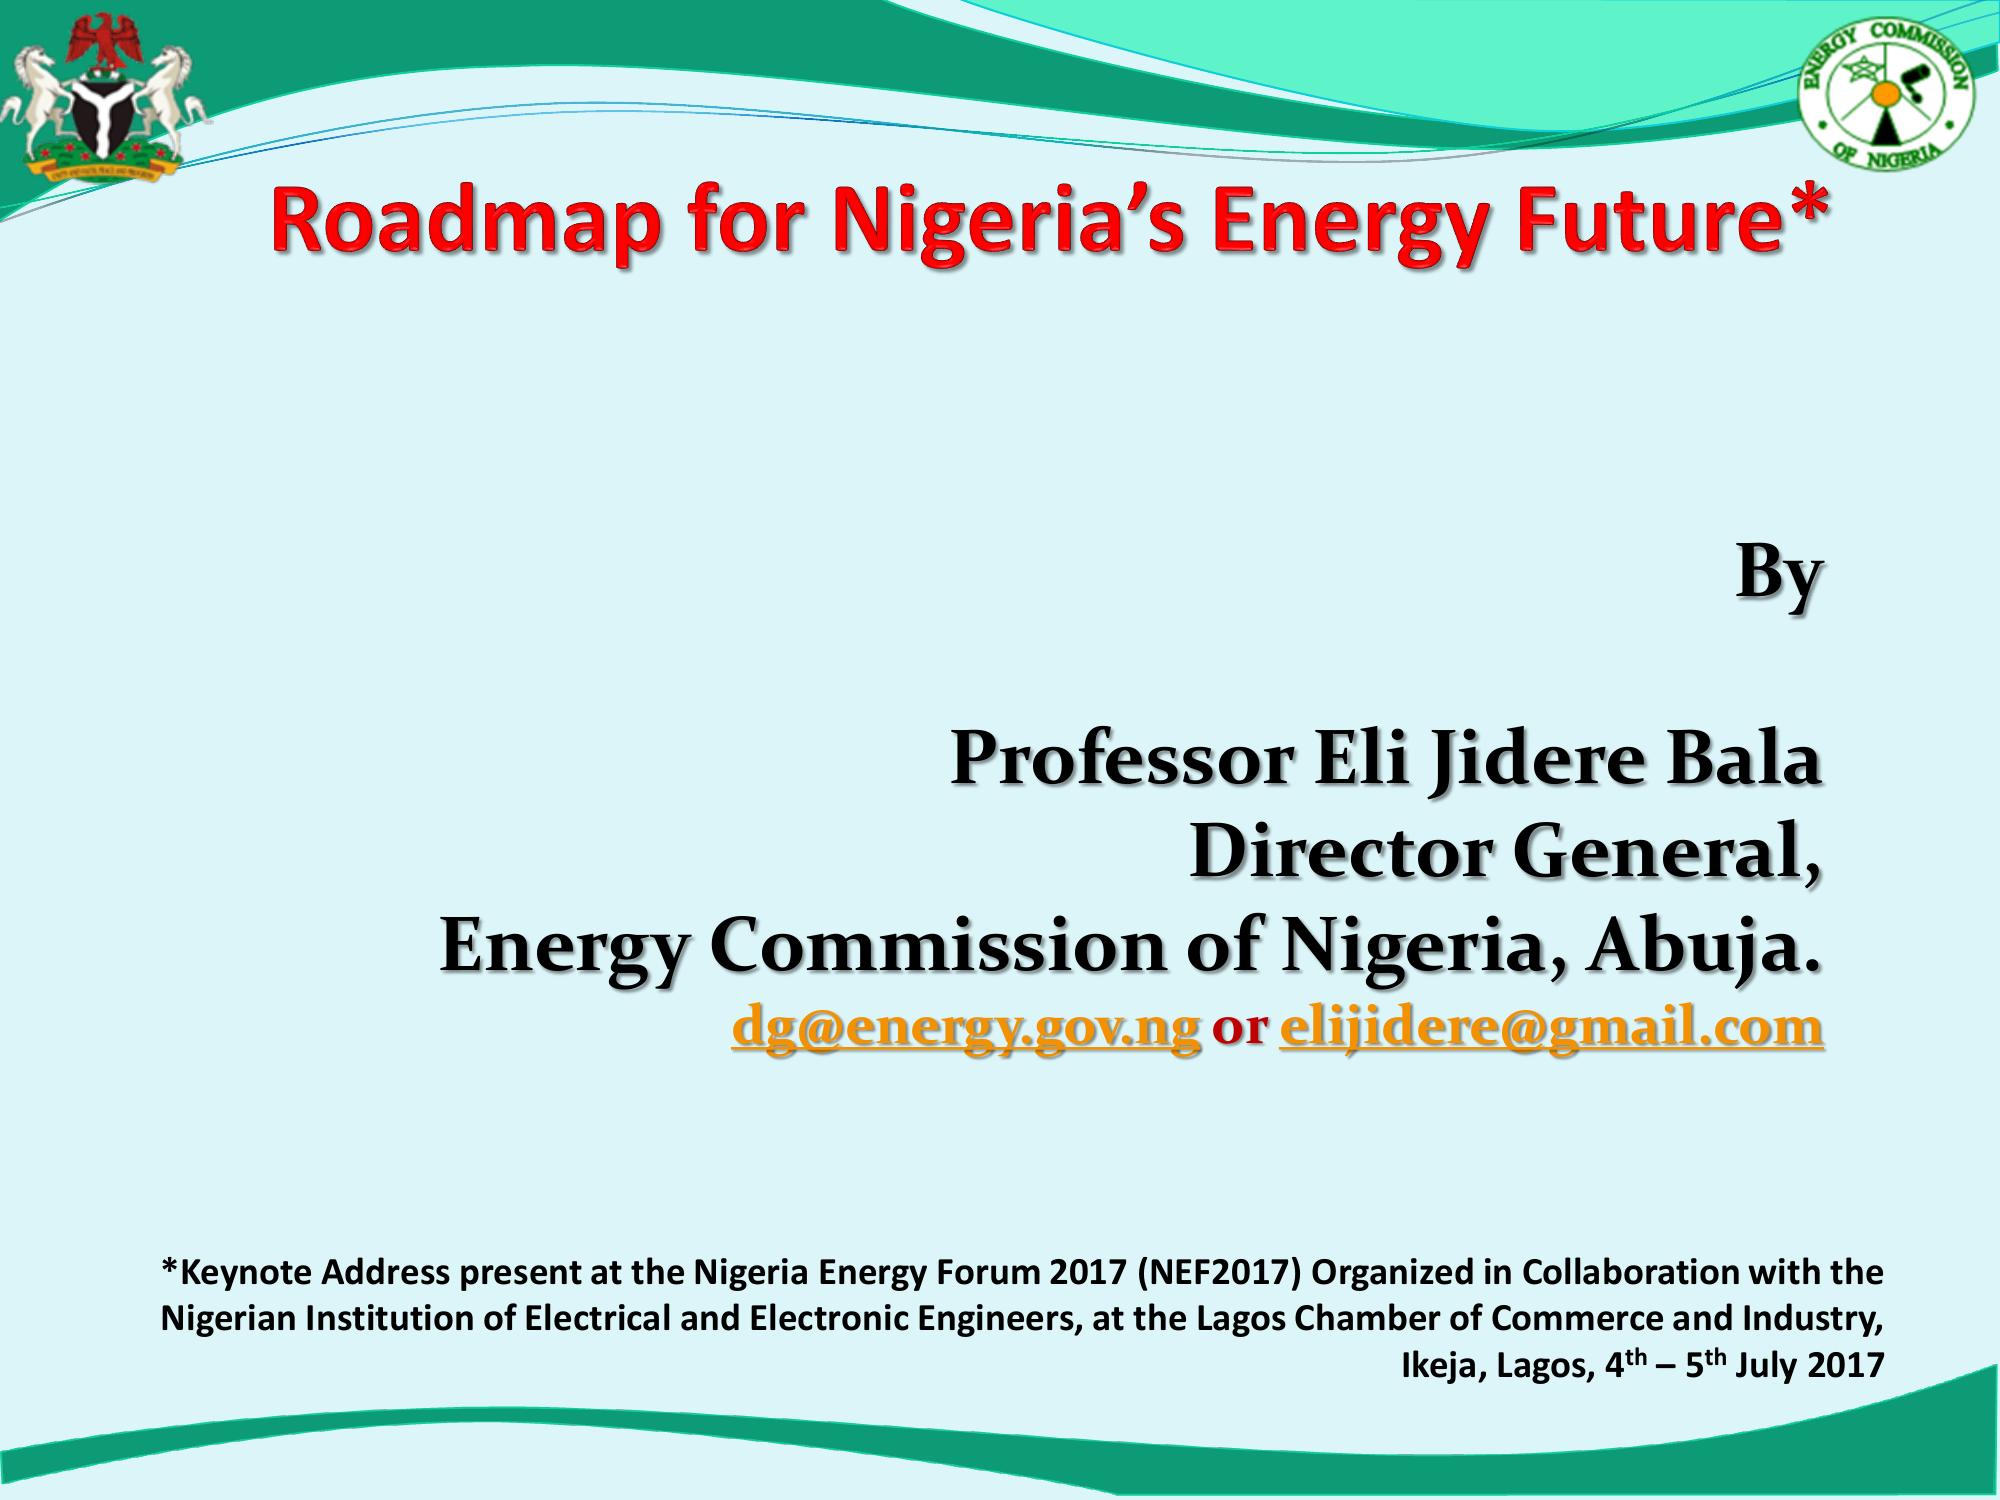 ENERGY COMMISSION
OF NIGERIA
Roadmap for Nigeria’s Energy Future*
By
Professor Eli Jidere Bala
Director General,
Energy Commission of Nigeria, Abuja.
dg@energy.gov.ng or elijidere@gmail.com
*Keynote Address present at the Nigeria Energy Forum 2017 (NEF2017) Organized in Collaboration with the
Nigerian Institution of Electrical and Electronic Engineers, at the Lagos Chamber of Commerce and Industry,
Ikeja, Lagos, 4th – 5th July 2017